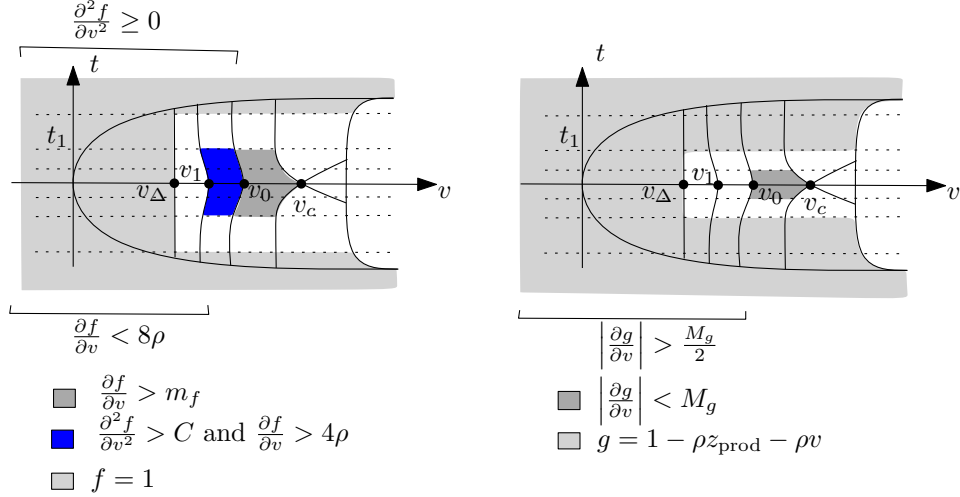 ∂²f/∂v² ≥ 0
t
t₁
v_Δ
v₁
v₀
v_c
v
∂f/∂v < 8ρ
∂f/∂v > m_f
∂²f/∂v² > C and ∂f/∂v > 4ρ
f = 1
t
t₁
v_Δ
v₁
v₀
v_c
v
|∂g/∂v| > M_g/2
|∂g/∂v| < M_g
g = 1 − ρz_prod − ρv